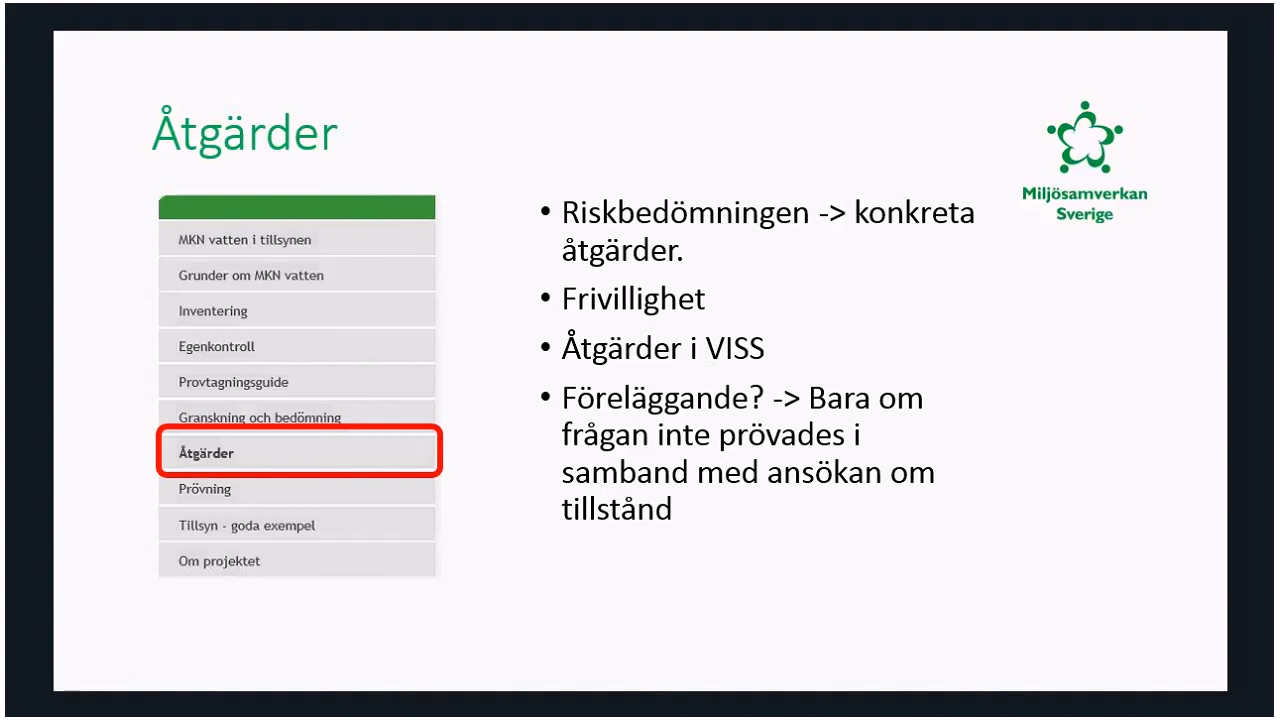 Åtgärder
MKN vatten i tillsynen
Grunder om MKN vatten
Inventering
Egenkontroll
Provtagningsguide
Granskning och bedömning
Åtgärder
Prövning
Tillsyn - goda exempel
Om projektet
• Riskbedömningen -> konkreta
åtgärder.
• Frivillighet
• Åtgärder i VISS
• Föreläggande? -> Bara om
frågan inte prövades i
samband med ansökan om
tillstånd
Miljösamverkan
Sverige